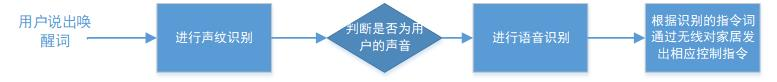 用户说出唤
醒词
进行声纹识别
判断是否为用
户的声音
进行语音识别
根据识别的指令词
通过无线对家居发
出相应控制指令